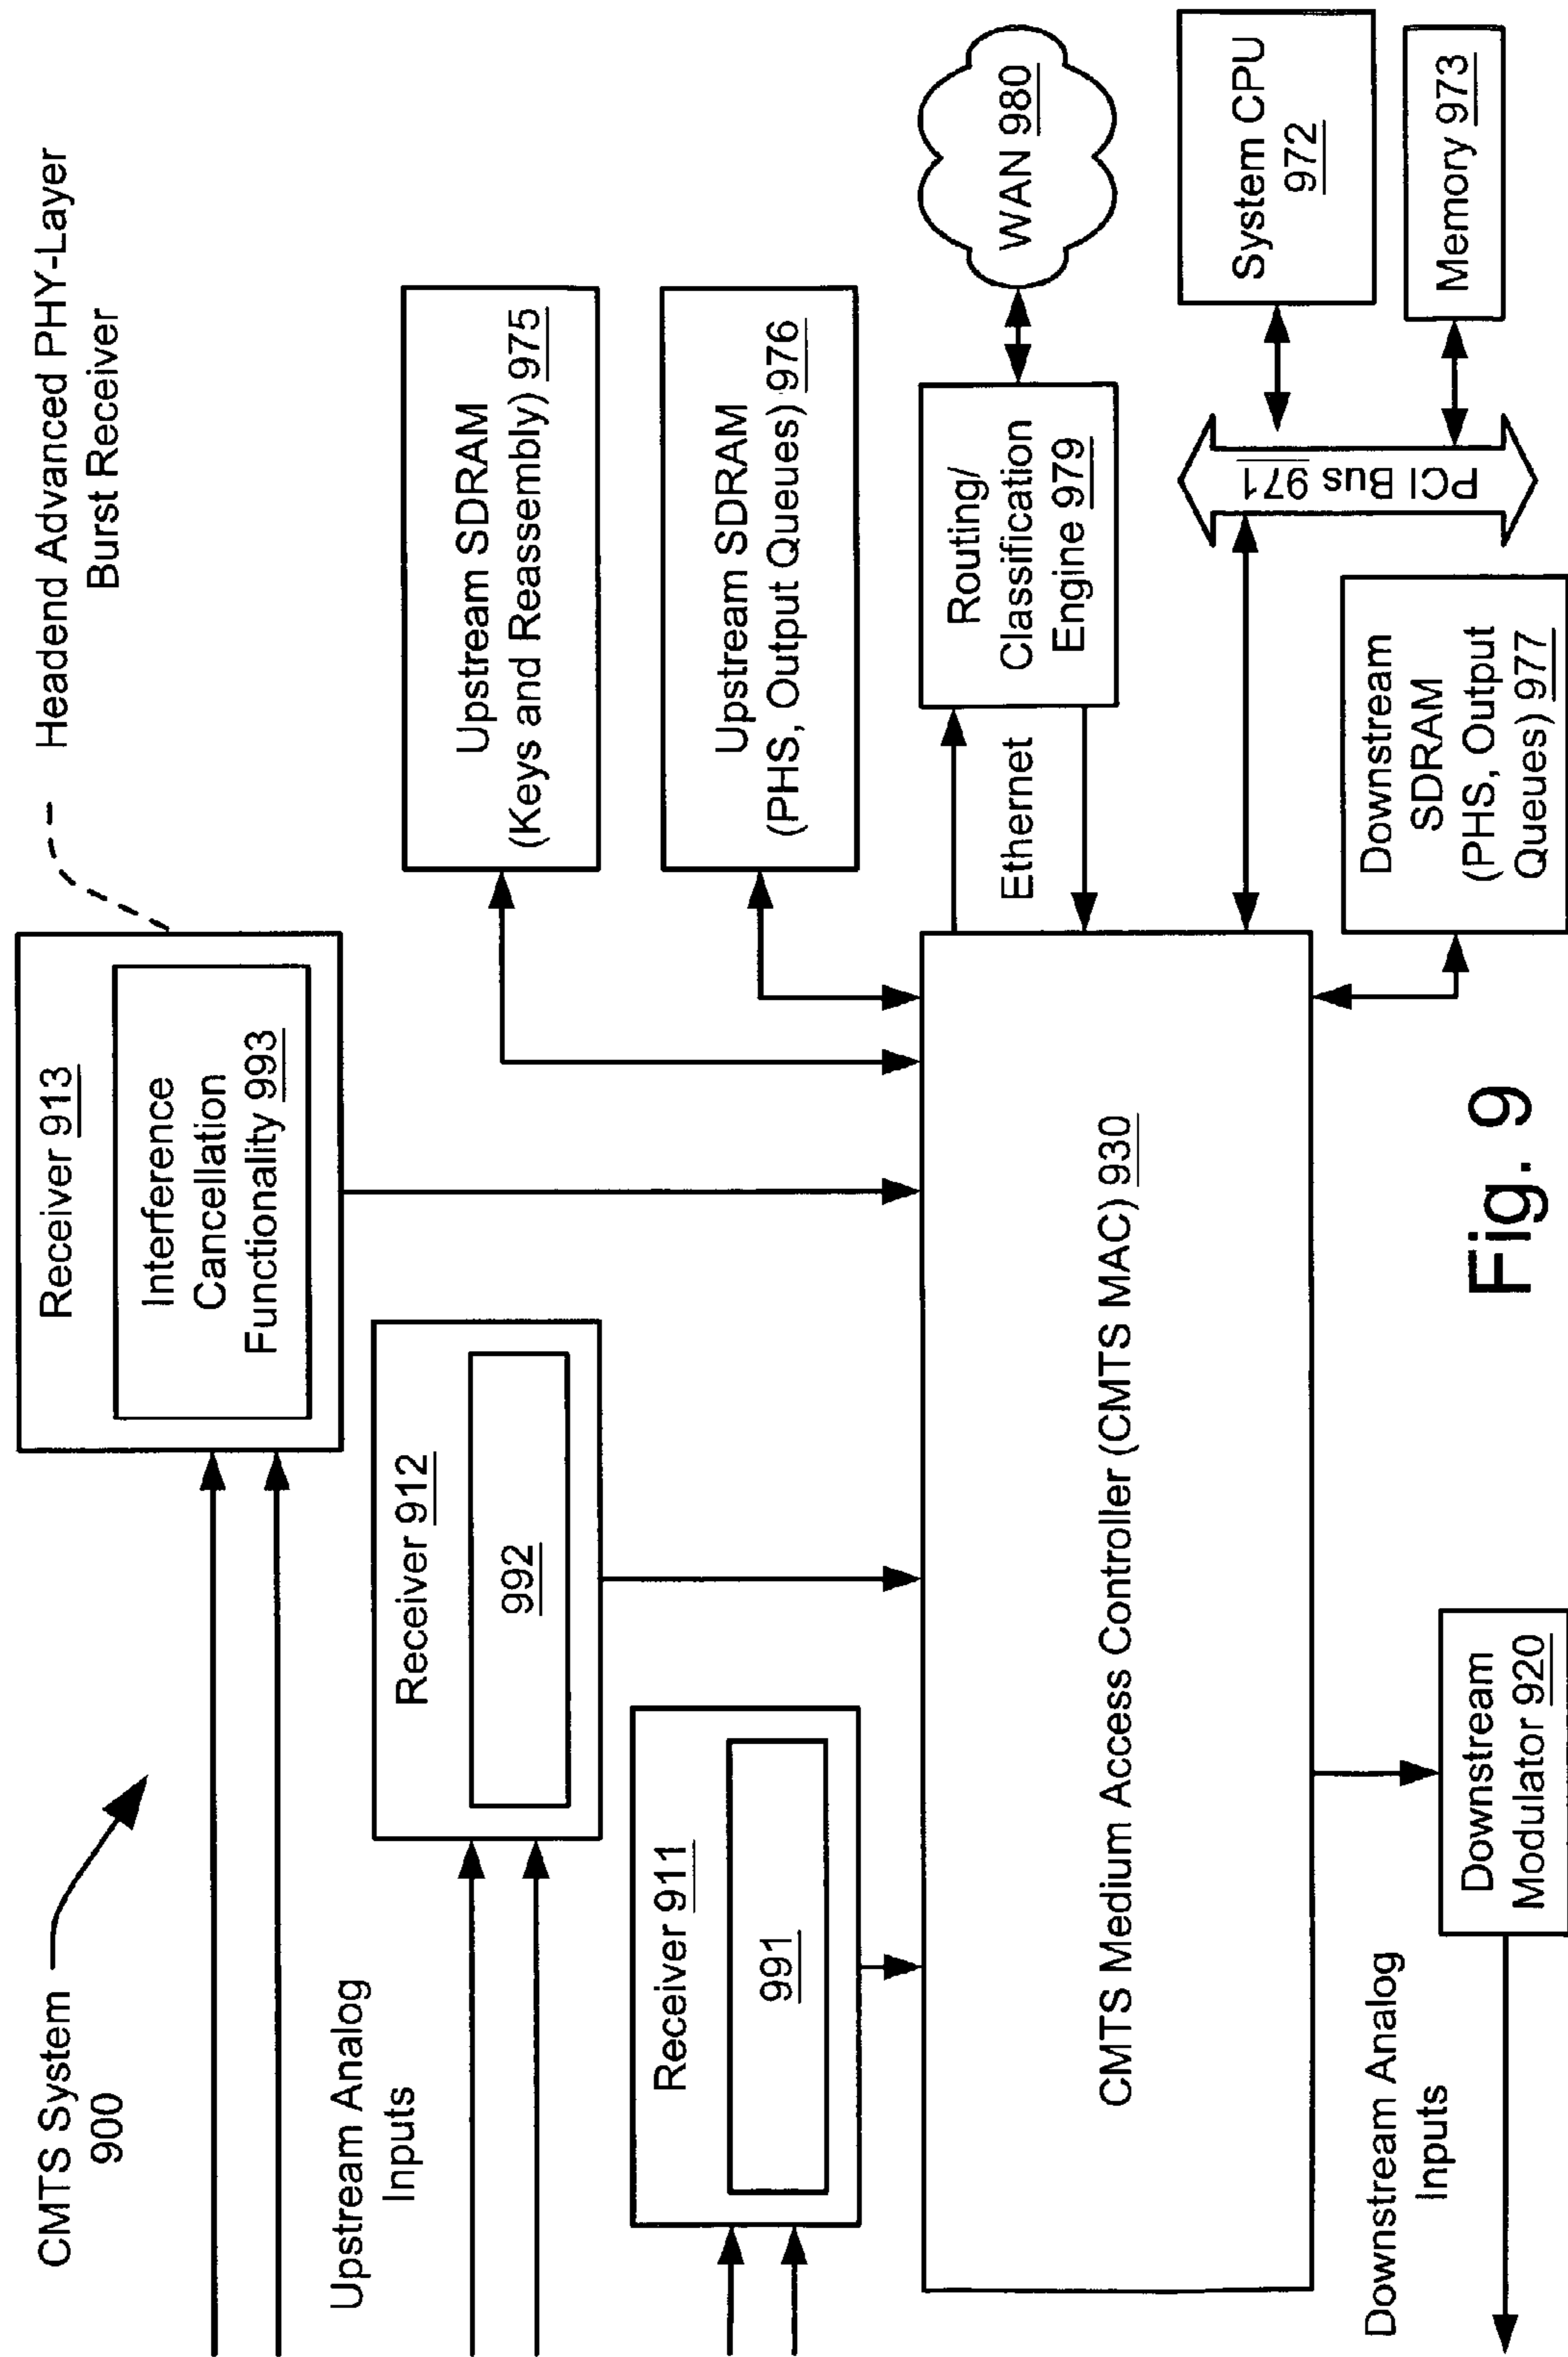 CMTS System
900
Headend Advanced PHY-Layer
Burst Receiver
Upstream Analog
Inputs
Receiver 913
Interference
Cancellation
Functionality 993
Receiver 912
992
Receiver 911
991
Upstream SDRAM
(Keys and Reassembly) 975
Upstream SDRAM
(PHS, Output Queues) 976
CMTS Medium Access Controller (CMTS MAC) 930
Ethernet
Routing/
Classification
Engine 979
WAN 980
PCI Bus 971
System CPU
972
Memory 973
Downstream
SDRAM
(PHS, Output
Queues) 977
Downstream
Modulator 920
Downstream Analog
Inputs
Fig. 9